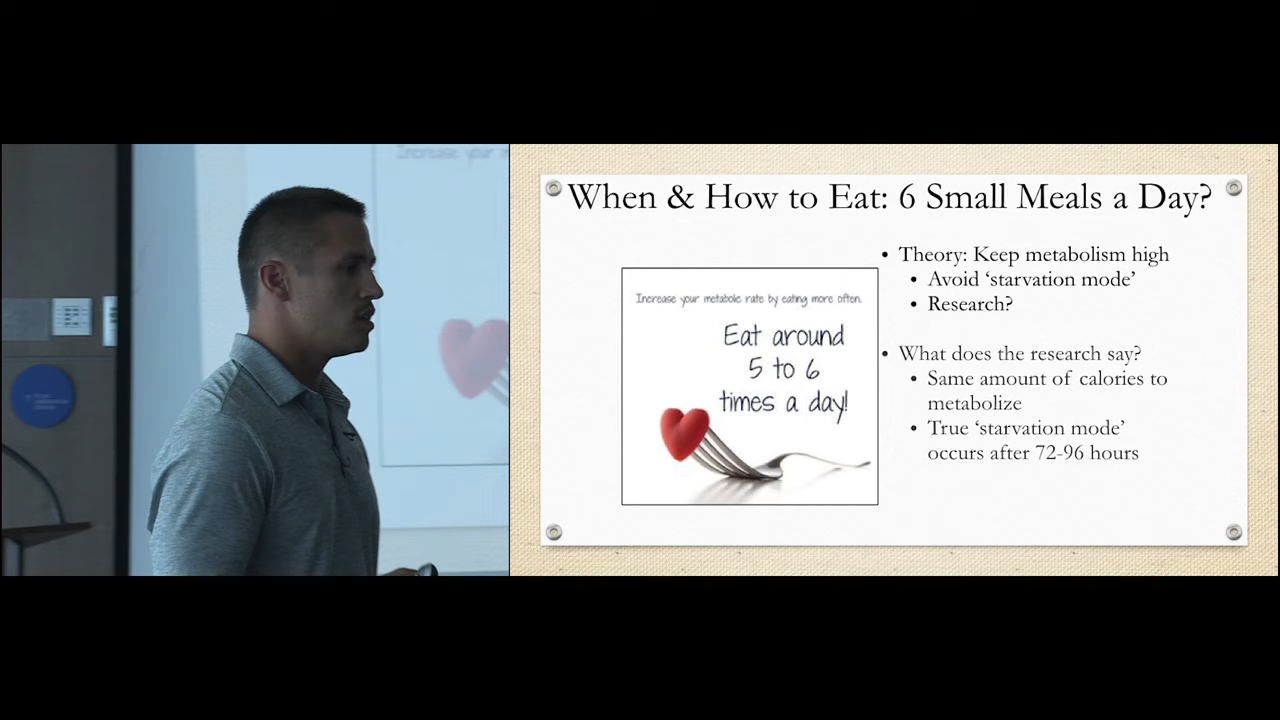 Increase your m
When & How to Eat: 6 Small Meals a Day?
Increase your metabolic rate by eating more often.
Eat around
5 to 6
times a day!
• Theory: Keep metabolism high
• Avoid ‘starvation mode’
• Research?
• What does the research say?
• Same amount of calories to
metabolize
• True ‘starvation mode’
occurs after 72-96 hours